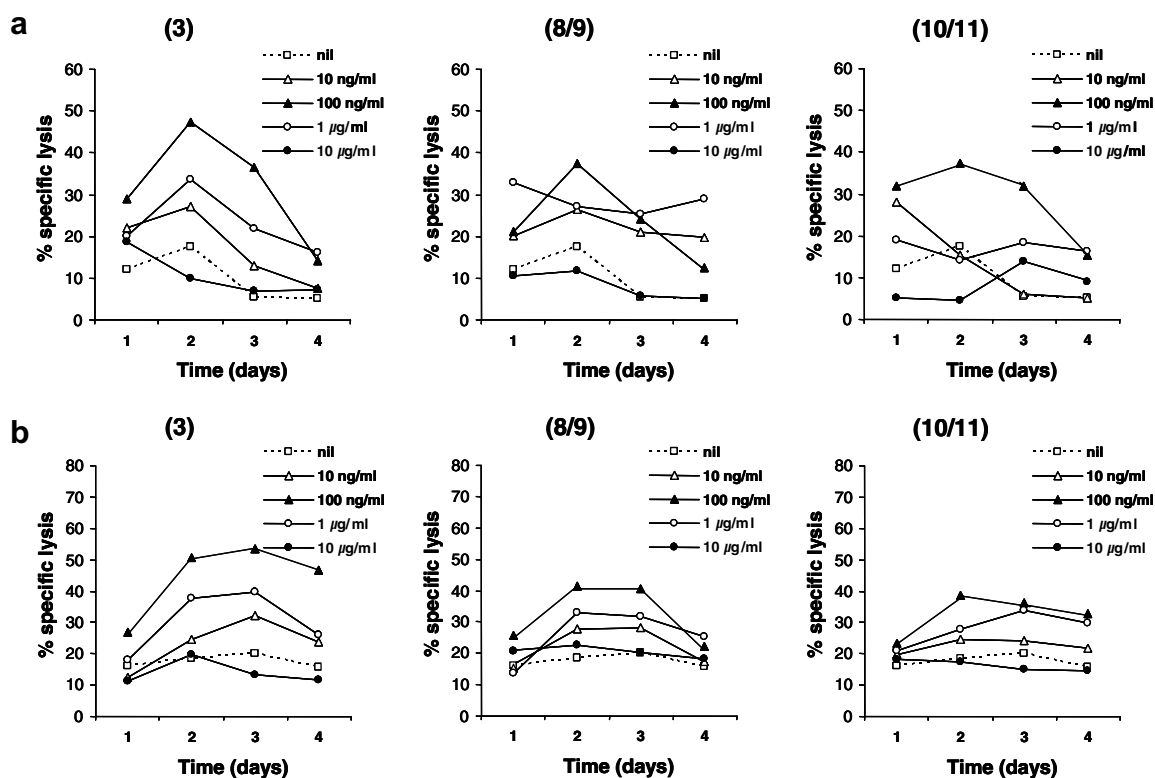 a
(3)
nil
10 ng/ml
100 ng/ml
1 µg/ml
10 µg/ml
60
50
40
30
20
10
0
% specific lysis
1 2 3 4
Time (days)
(8/9)
nil
10 ng/ml
100 ng/ml
1 µg/ml
10 µg/ml
60
50
40
30
20
10
0
% specific lysis
1 2 3 4
Time (days)
(10/11)
nil
10 ng/ml
100 ng/ml
1 µg/ml
10 µg/ml
60
50
40
30
20
10
0
% specific lysis
1 2 3 4
Time (days)
b
(3)
nil
10 ng/ml
100 ng/ml
1 µg/ml
10 µg/ml
80
70
60
50
40
30
20
10
0
% specific lysis
1 2 3 4
Time (days)
(8/9)
nil
10 ng/ml
100 ng/ml
1 µg/ml
10 µg/ml
80
70
60
50
40
30
20
10
0
% specific lysis
1 2 3 4
Time (days)
(10/11)
nil
10 ng/ml
100 ng/ml
1 µg/ml
10 µg/ml
80
70
60
50
40
30
20
10
0
% specific lysis
1 2 3 4
Time (days)